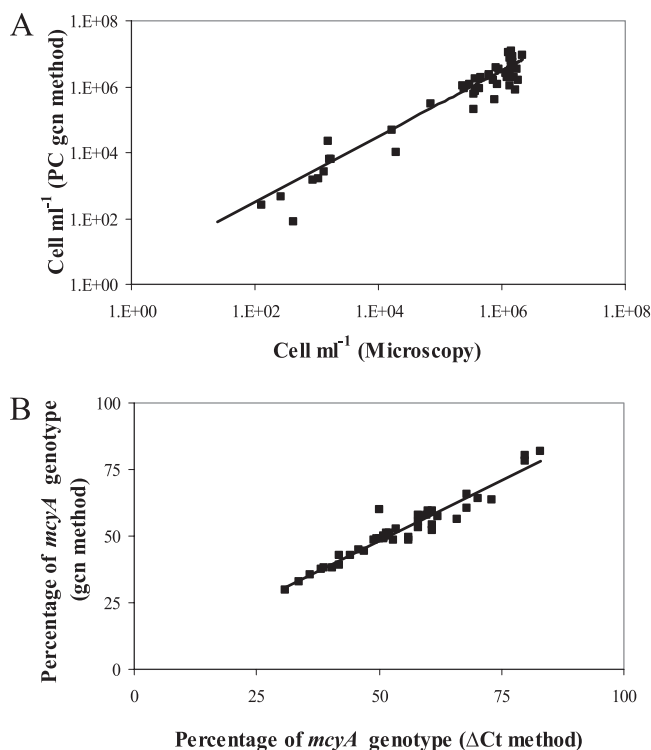 A
1.E+08
1.E+06
1.E+04
1.E+02
1.E+00
Cell ml⁻¹ (PC gcn method)
1.E+00 1.E+02 1.E+04 1.E+06 1.E+08
Cell ml⁻¹ (Microscopy)
B
100
75
50
25
0
Percentage of mcyA genotype
(gcn method)
0 25 50 75 100
Percentage of mcyA genotype (ΔCt method)